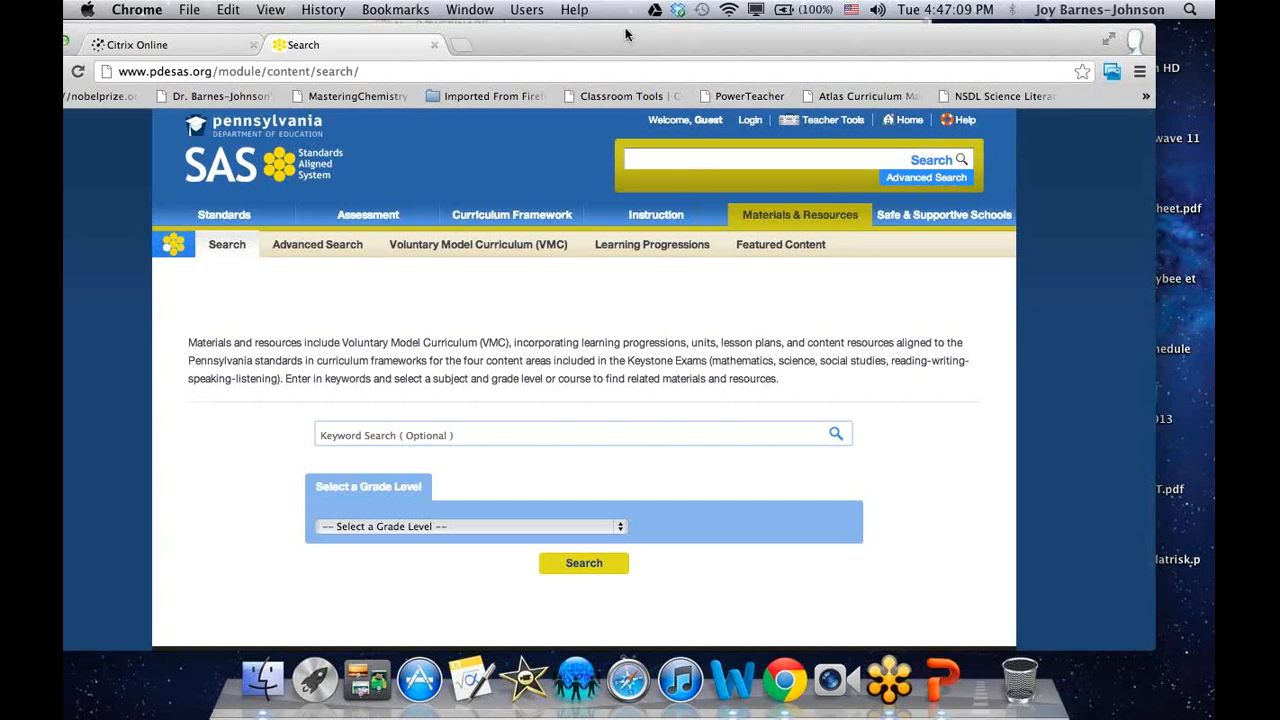 Chrome File Edit View History Bookmarks Window Users Help (100%) Tue 4:47:09 PM Joy Barnes-Johnson
Citrix Online Search
www.pdesas.org/module/content/search/
/nobelprize.o Dr. Barnes-Johnson' MasteringChemistry Imported From Firef Classroom Tools | C PowerTeacher Atlas Curriculum Ma NSDL Science Litera »
pennsylvania
DEPARTMENT OF EDUCATION
SAS Standards Aligned System
Welcome, Guest Login Teacher Tools Home Help
Search
Advanced Search
Standards Assessment Curriculum Framework Instruction Materials & Resources Safe & Supportive Schools
Search Advanced Search Voluntary Model Curriculum (VMC) Learning Progressions Featured Content
Materials and resources include Voluntary Model Curriculum (VMC), incorporating learning progressions, units, lesson plans, and content resources aligned to the
Pennsylvania standards in curriculum frameworks for the four content areas included in the Keystone Exams (mathematics, science, social studies, reading-writing-
speaking-listening). Enter in keywords and select a subject and grade level or course to find related materials and resources.
Keyword Search ( Optional )
Select a Grade Level
-- Select a Grade Level --
Search
HD
wave 11
heet.pdf
ybee et
hedule
013
T.pdf
latrisk.p